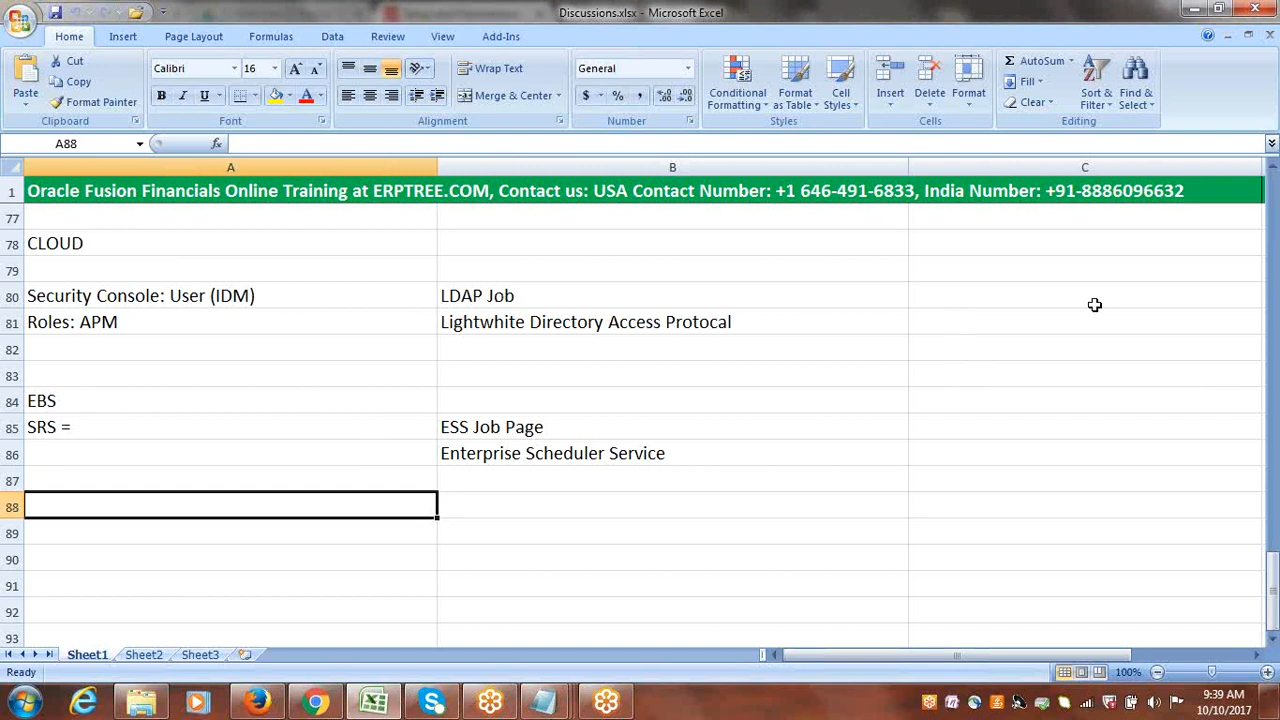 Discussions.xlsx - Microsoft Excel
Home Insert Page Layout Formulas Data Review View Add-Ins
Paste
Cut
Copy
Format Painter
Clipboard
Calibri 16
B I U
Font
Wrap Text
Merge & Center
Alignment
General
$ % ,
Number
Conditional Formatting
Format as Table
Cell Styles
Styles
Insert Delete Format
Cells
Σ AutoSum
Fill
Clear
Sort & Filter
Find & Select
Editing
A88 fx
A B C
1 Oracle Fusion Financials Online Training at ERPTREE.COM, Contact us: USA Contact Number: +1 646-491-6833, India Number: +91-8886096632
77
78 CLOUD
79
80 Security Console: User (IDM) LDAP Job
81 Roles: APM Lightwhite Directory Access Protocal
82
83
84 EBS
85 SRS = ESS Job Page
86 Enterprise Scheduler Service
87
88
89
90
91
92
93
Sheet1 Sheet2 Sheet3
Ready 100%
9:39 AM
10/10/2017